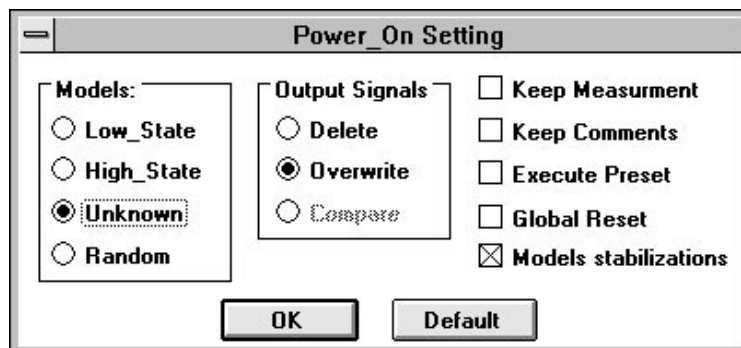 Power_On Setting
Models:
Low_State
High_State
Unknown
Random
Output Signals
Delete
Overwrite
Compare
Keep Measurment
Keep Comments
Execute Preset
Global Reset
Models stabilizations
OK
Default